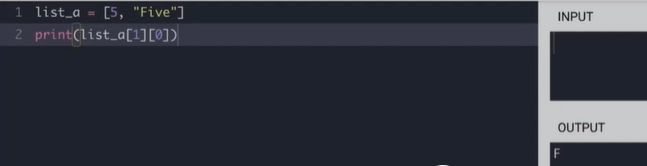 1 list_a = [5, "Five"]
2 print(list_a[1][0])
INPUT
OUTPUT
F